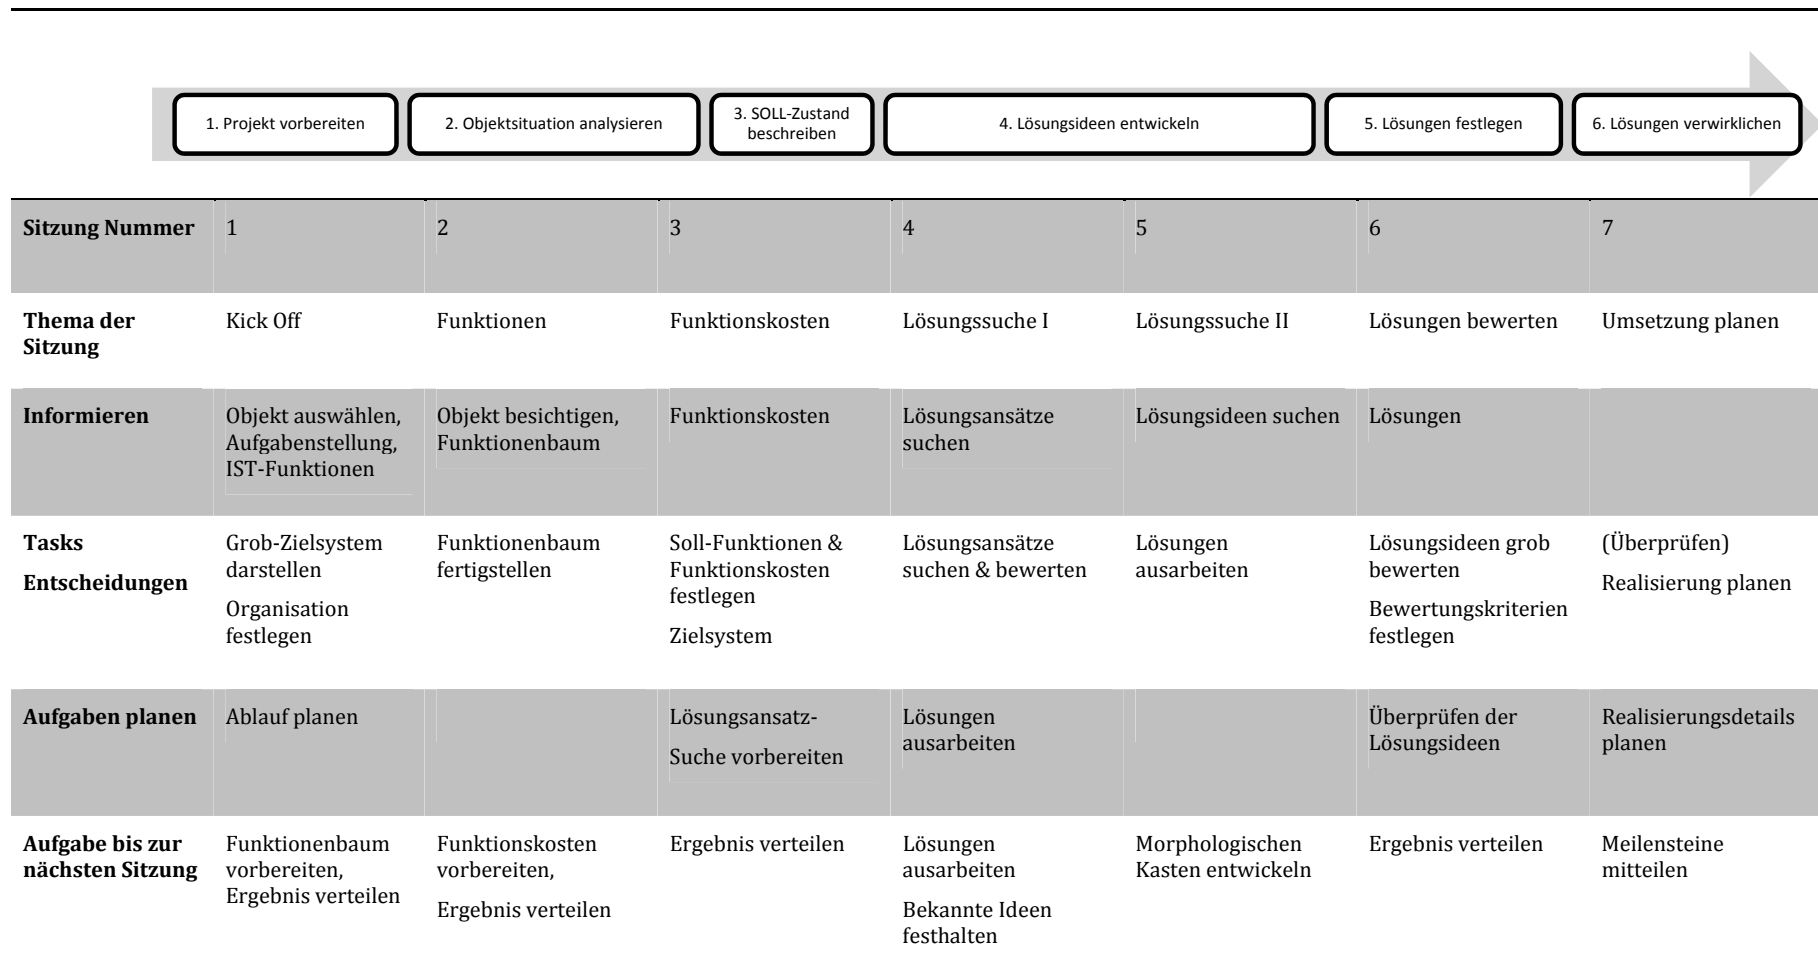 1. Projekt vorbereiten
2. Objektsituation analysieren
3. SOLL-Zustand
beschreiben
4. Lösungsideen entwickeln
5. Lösungen festlegen
6. Lösungen verwirklichen
Sitzung Nummer 1 2 3 4 5 6 7
Thema der
Sitzung
Kick Off
Funktionen
Funktionskosten
Lösungssuche I
Lösungssuche II
Lösungen bewerten
Umsetzung planen
Informieren
Objekt auswählen,
Aufgabenstellung,
IST-Funktionen
Objekt besichtigen,
Funktionenbaum
Funktionskosten
Lösungsansätze
suchen
Lösungsideen suchen
Lösungen
Tasks
Entscheidungen
Grob-Zielsystem
darstellen
Organisation
festlegen
Funktionenbaum
fertigstellen
Soll-Funktionen &
Funktionskosten
festlegen
Zielsystem
Lösungsansätze
suchen & bewerten
Lösungen
ausarbeiten
Lösungsideen grob
bewerten
Bewertungskriterien
festlegen
(Überprüfen)
Realisierung planen
Aufgaben planen
Ablauf planen
Lösungsansatz-
Suche vorbereiten
Lösungen
ausarbeiten
Überprüfen der
Lösungsideen
Realisierungsdetails
planen
Aufgabe bis zur
nächsten Sitzung
Funktionenbaum
vorbereiten,
Ergebnis verteilen
Funktionskosten
vorbereiten,
Ergebnis verteilen
Ergebnis verteilen
Lösungen
ausarbeiten
Bekannte Ideen
festhalten
Morphologischen
Kasten entwickeln
Ergebnis verteilen
Meilensteine
mitteilen